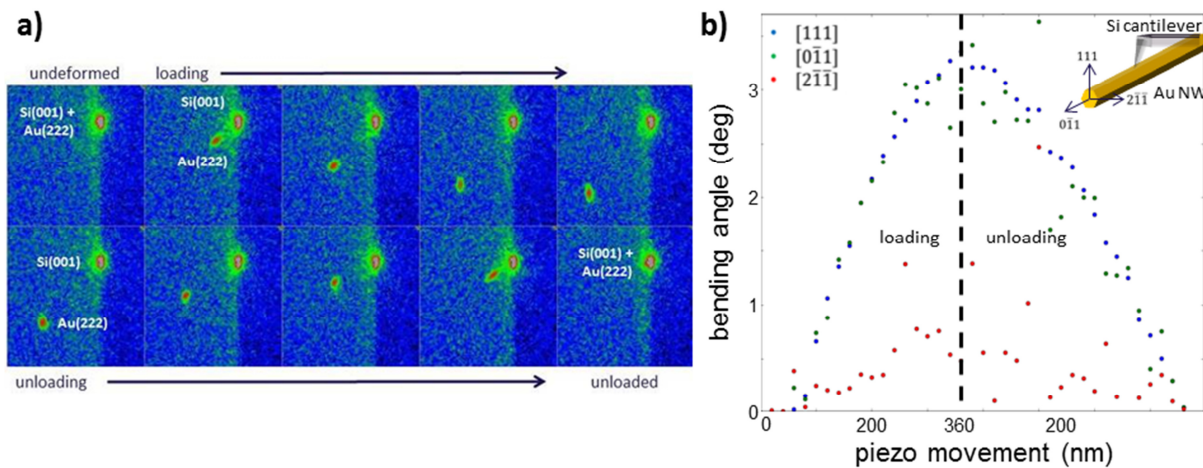 a)
undeformed
loading
Si(001) +
Au(222)
Si(001)
Au(222)
Si(001)
Au(222)
Si(001) +
Au(222)
unloading
unloaded
b)
[111]
[01̄1]
[21̄1̄]
Si cantilever
111
21̄1̄
Au NW
01̄1
loading
unloading
bending angle (deg)
3
2
1
0
0
200
360
200
piezo movement (nm)